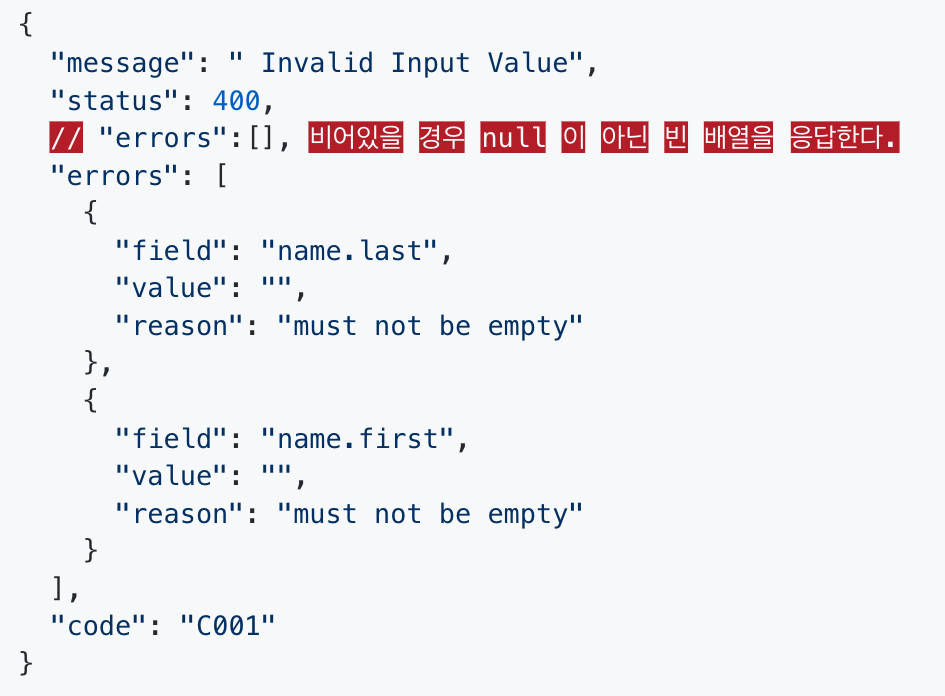 {
  "message": " Invalid Input Value",
  "status": 400,
  // "errors":[], 비어있을 경우 null 이 아닌 빈 배열을 응답한다.
  "errors": [
    {
      "field": "name.last",
      "value": "",
      "reason": "must not be empty"
    },
    {
      "field": "name.first",
      "value": "",
      "reason": "must not be empty"
    }
  ],
  "code": "C001"
}